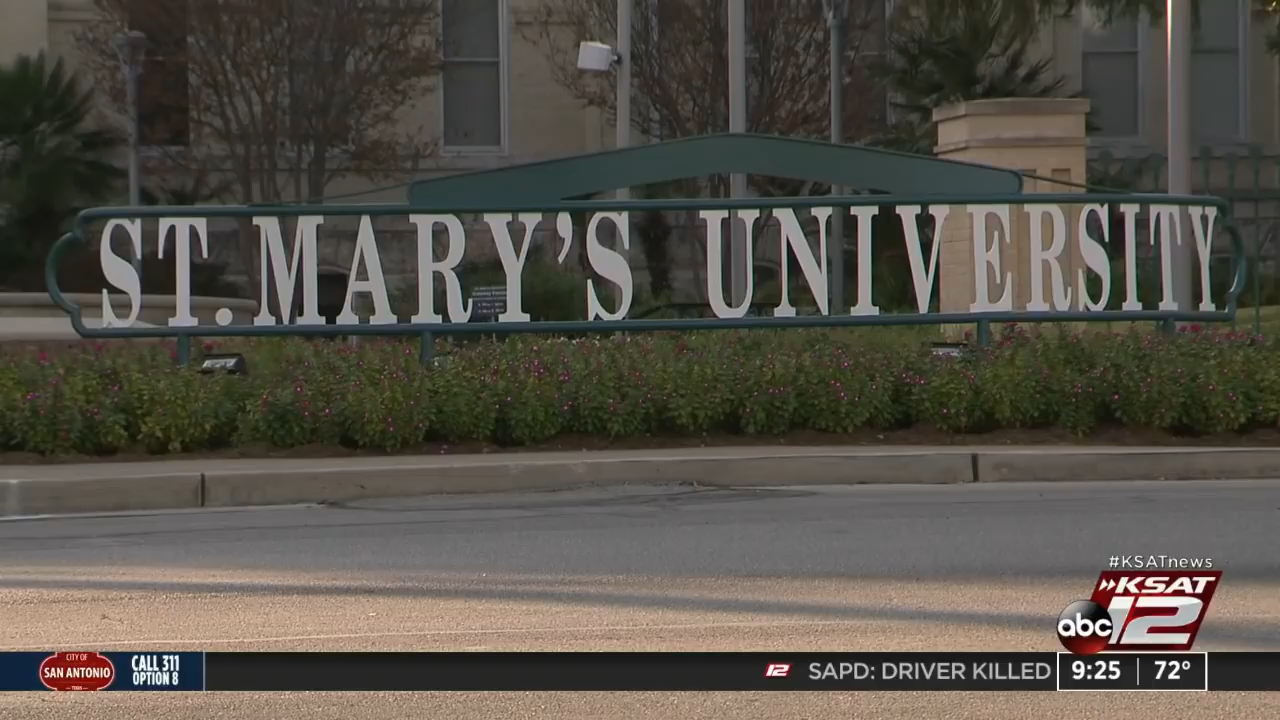 ST. MARY'S UNIVERSITY
#KSATnews
KSAT
abc 12
CITY OF
SAN ANTONIO
TEXAS
CALL 311
OPTION 8
12 SAPD: DRIVER KILLED
9:25 72°